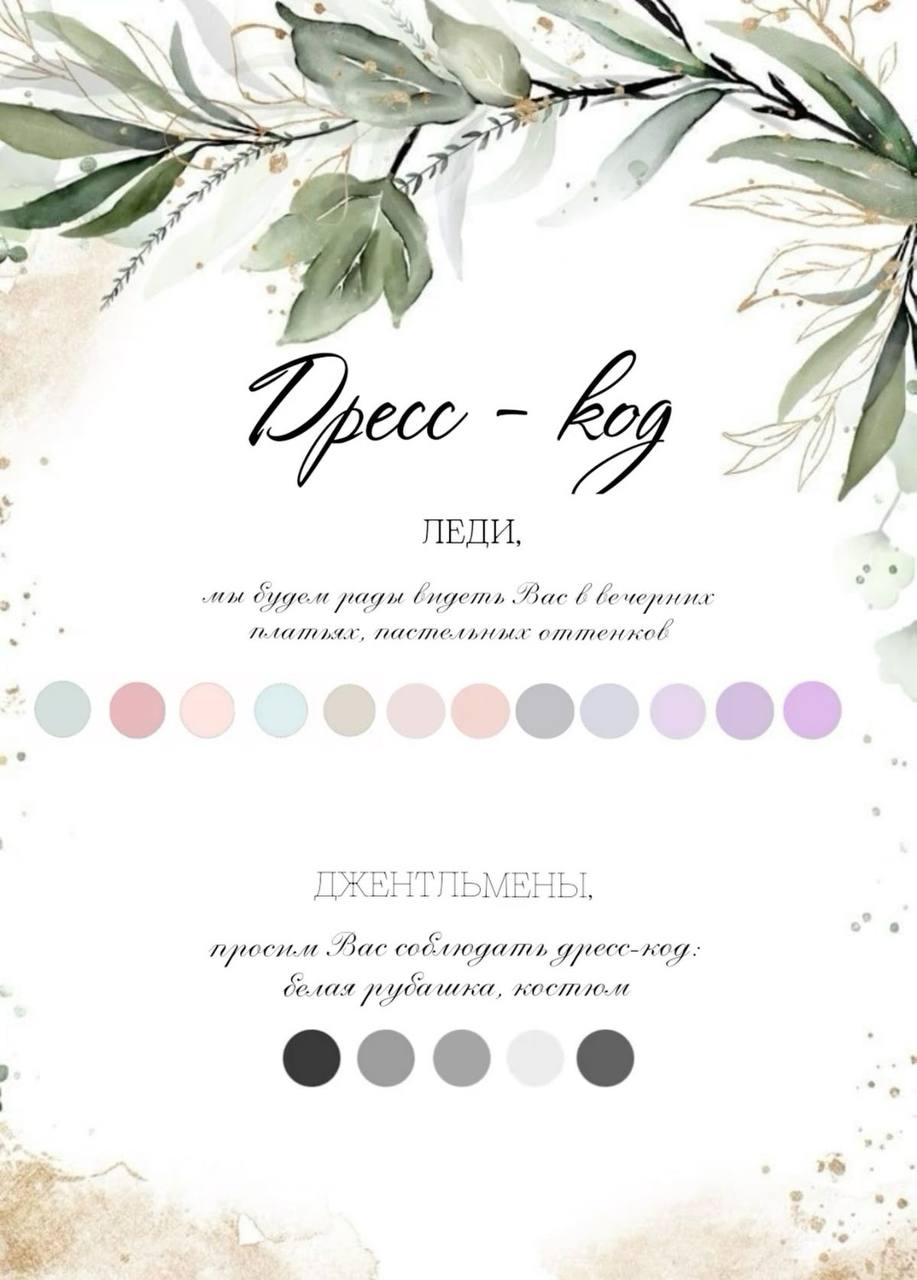 Дресс - код
ЛЕДИ,
мы будем рады видеть Вас в вечерних
платьях, пастельных оттенков
ДЖЕНТЛЬМЕНЫ,
просим Вас соблюдать дресс-код:
белая рубашка, костюм